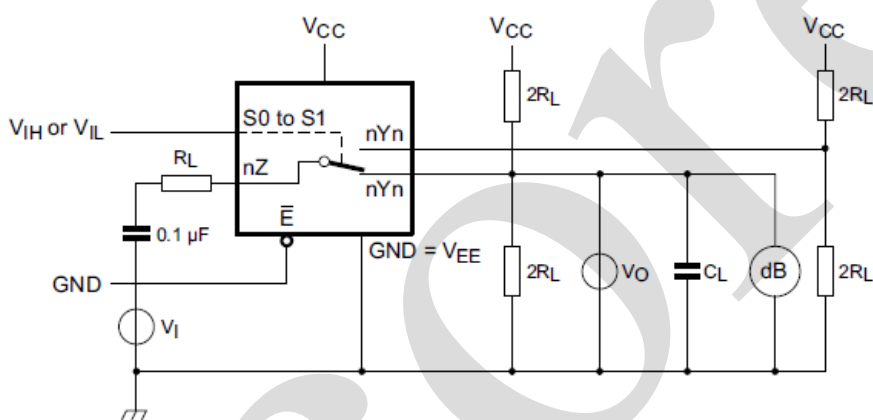 VCC
VCC
VCC
2RL
2RL
S0 to S1
nYn
VIH or VIL
RL
nZ
nYn
E̅
0.1 µF
GND = VEE
GND
2RL
VO
CL
dB
2RL
VI